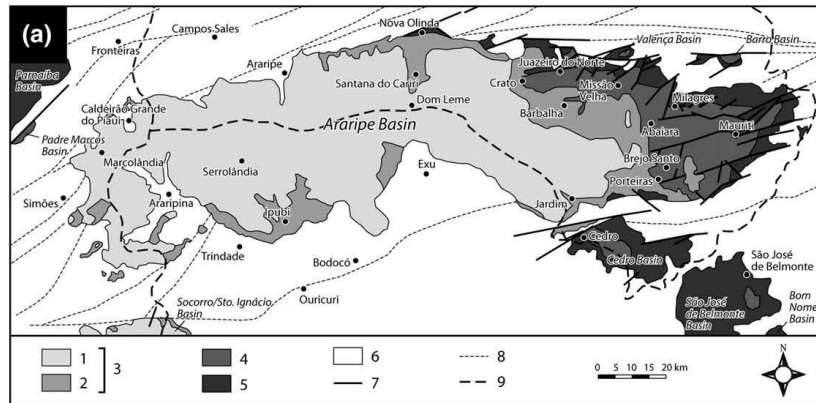 (a)
Campos Sales
Nova Olinda
Fronteiras
Valença Basin
Barro Basin
Parnaíba
Basin
Araripe
Juazeiro do Norte
Santana do Cariri
Crato
Missão
Velha
Caldeirão Grande
do Piauí
Dom Leme
Barbalha
Milagres
Araripe Basin
Abaiara
Mauriti
Padre Marcos
Basin
Marcolândia
Serrolândia
Exu
Brejo Santo
Porteiras
Simões
Araripina
Ipubi
Jardim
Trindade
Cedro
Bodocó
Cedro Basin
São José
de Belmonte
Ouricuri
Socorro/Sto. Ignácio
Basin
São José
de Belmonte
Basin
Bom
Nome
Basin
1
2
3
4
5
6
7
8
9
0 5 10 15 20 km
N